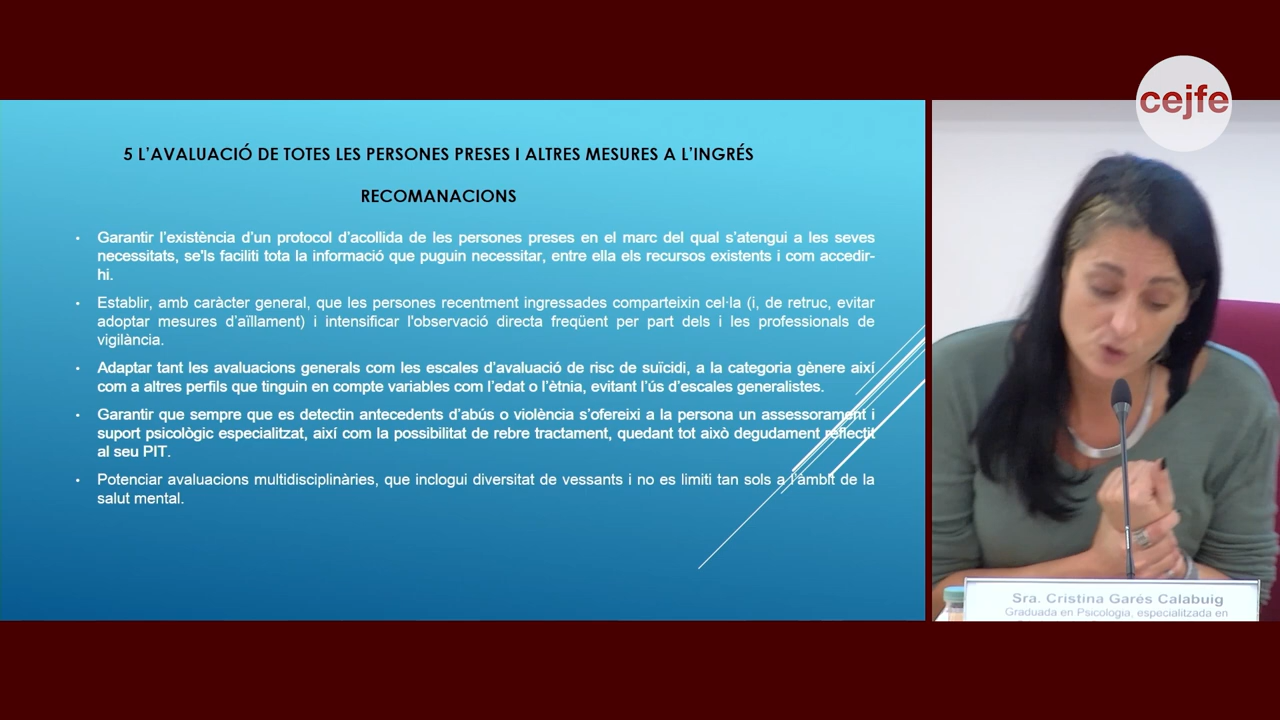 cejfe
5 L'AVALUACIÓ DE TOTES LES PERSONES PRESES I ALTRES MESURES A L'INGRÉS
RECOMANACIONS
• Garantir l'existència d'un protocol d'acollida de les persones preses en el marc del qual s'atengui a les seves
necessitats, se'ls faciliti tota la informació que puguin necessitar, entre ella els recursos existents i com accedir-
hi.
• Establir, amb caràcter general, que les persones recentment ingressades comparteixin cel·la (i, de retruc, evitar
adoptar mesures d'aïllament) i intensificar l'observació directa freqüent per part dels i les professionals de
vigilància.
• Adaptar tant les avaluacions generals com les escales d'avaluació de risc de suïcidi, a la categoria gènere així
com a altres perfils que tinguin en compte variables com l'edat o l'ètnia, evitant l'ús d'escales generalistes.
• Garantir que sempre que es detectin antecedents d'abús o violència s'ofereixi a la persona un assessorament i
suport psicològic especialitzat, així com la possibilitat de rebre tractament, quedant tot això degudament reflectit
al seu PIT.
• Potenciar avaluacions multidisciplinàries, que inclogui diversitat de vessants i no es limiti tan sols a l'àmbit de la
salut mental.
Sra. Cristina Garés Calabuig
Graduada en Psicologia, especialitzada en